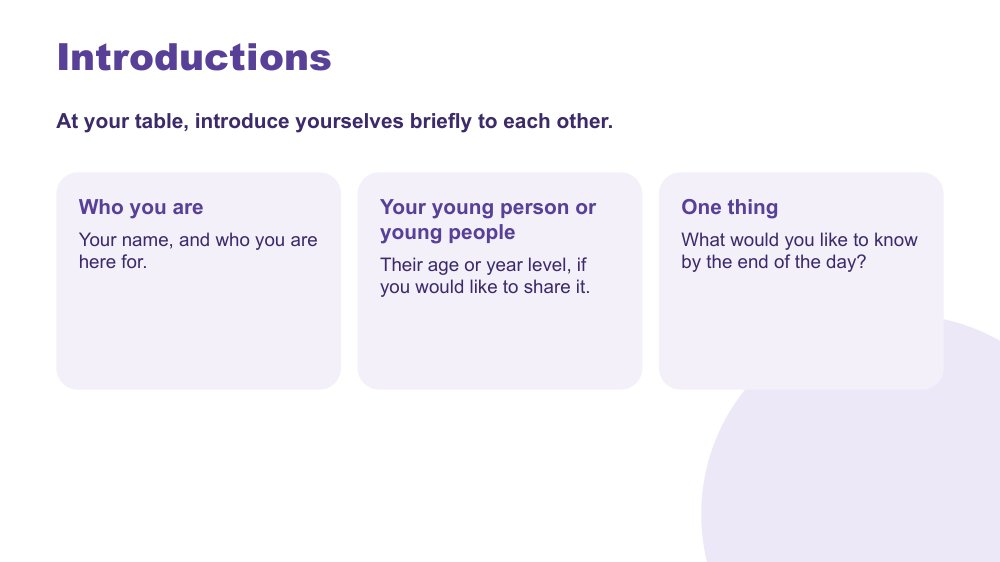 Introductions
At your table, introduce yourselves briefly to each other.
Who you are
Your name, and who you are
here for.
Your young person or
young people
Their age or year level, if
you would like to share it.
One thing
What would you like to know
by the end of the day?